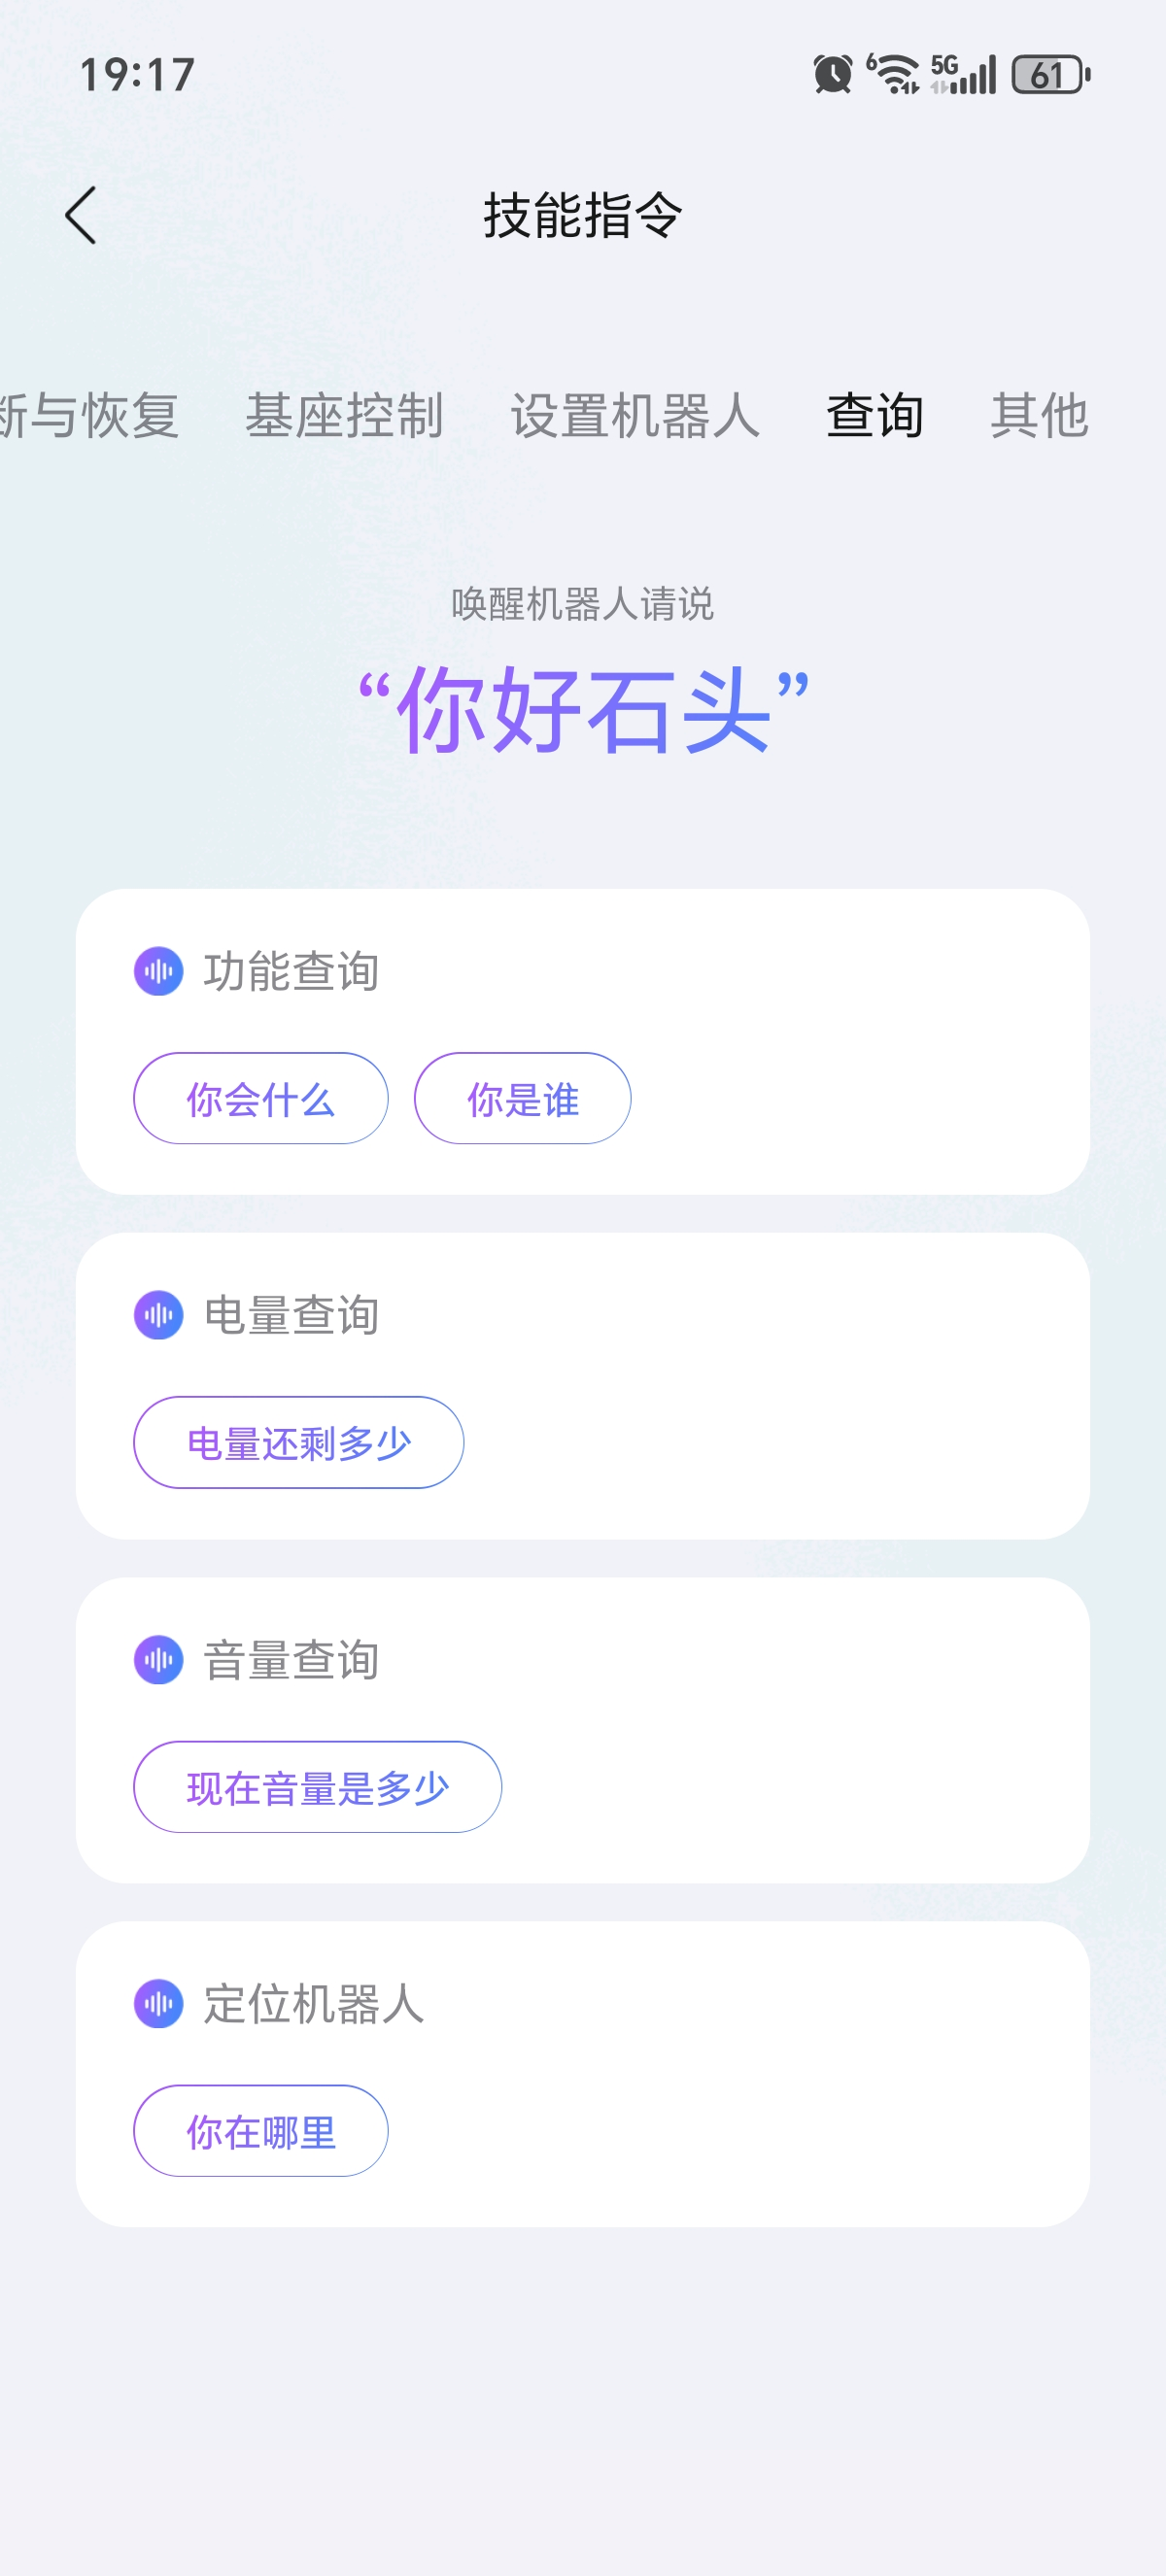 19:17
6 5G 61
技能指令
断与恢复 基座控制 设置机器人 查询 其他
唤醒机器人请说
“你好石头”
功能查询
你会什么 你是谁
电量查询
电量还剩多少
音量查询
现在音量是多少
定位机器人
你在哪里